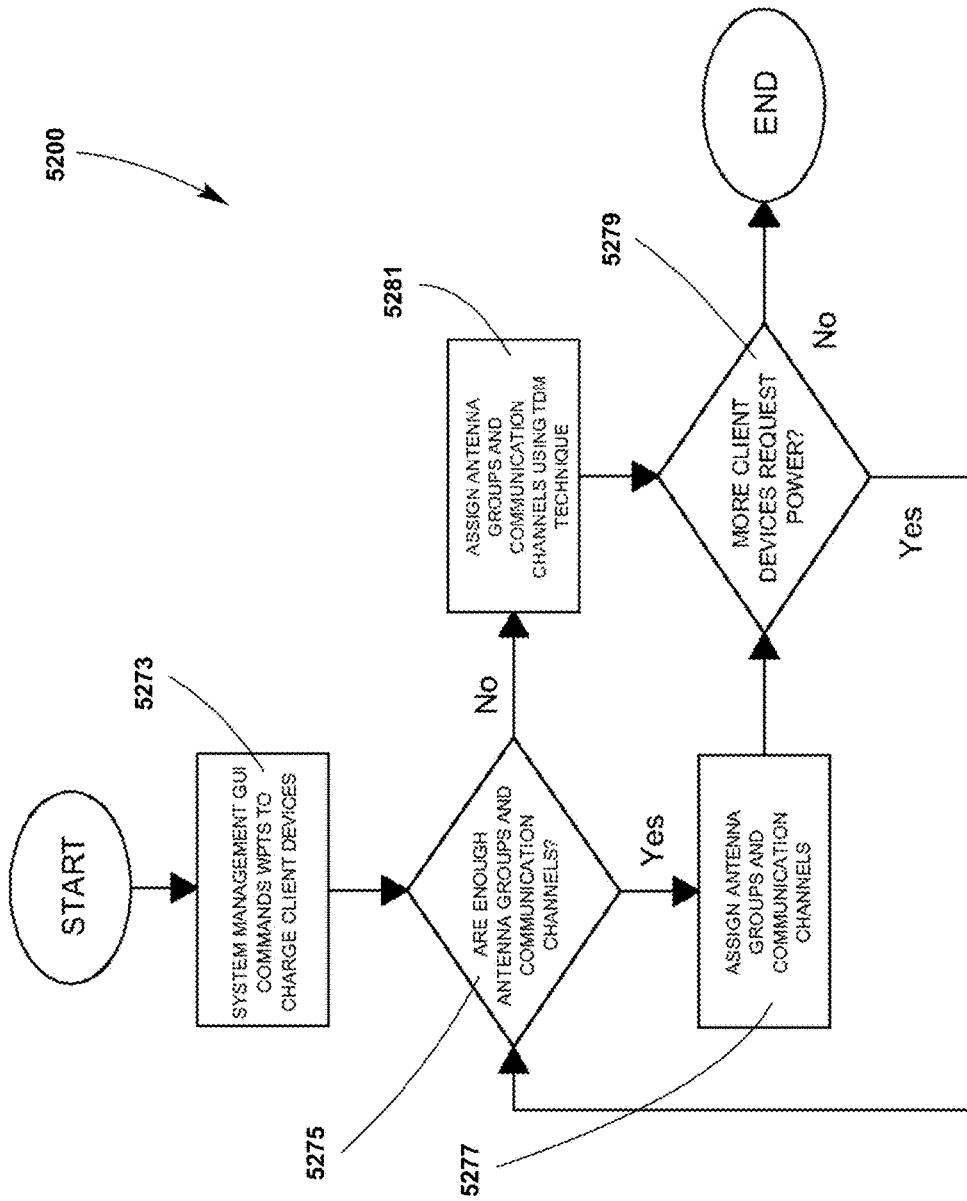 5200
START
5273
SYSTEM MANAGEMENT GUI
COMMANDS WPTS TO
CHARGE CLIENT DEVICES
5275
ARE ENOUGH
ANTENNA GROUPS AND
COMMUNICATION
CHANNELS?
No
Yes
5281
ASSIGN ANTENNA
GROUPS AND
COMMUNICATION
CHANNELS USING TDM
TECHNIQUE
5277
ASSIGN ANTENNA
GROUPS AND
COMMUNICATION
CHANNELS
5279
MORE CLIENT
DEVICES REQUEST
POWER?
No
Yes
END